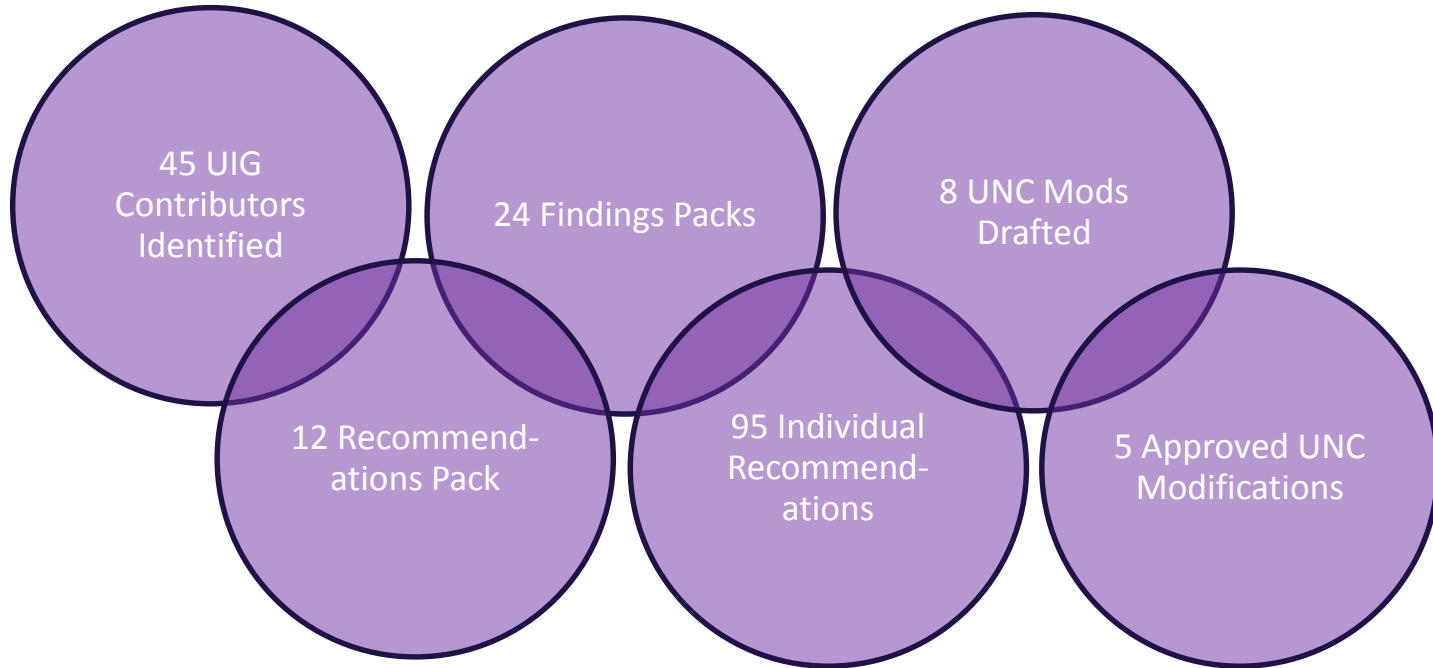 45 UIG
Contributors
Identified
24 Findings Packs
8 UNC Mods
Drafted
12 Recommend-
ations Pack
95 Individual
Recommend-
ations
5 Approved UNC
Modifications